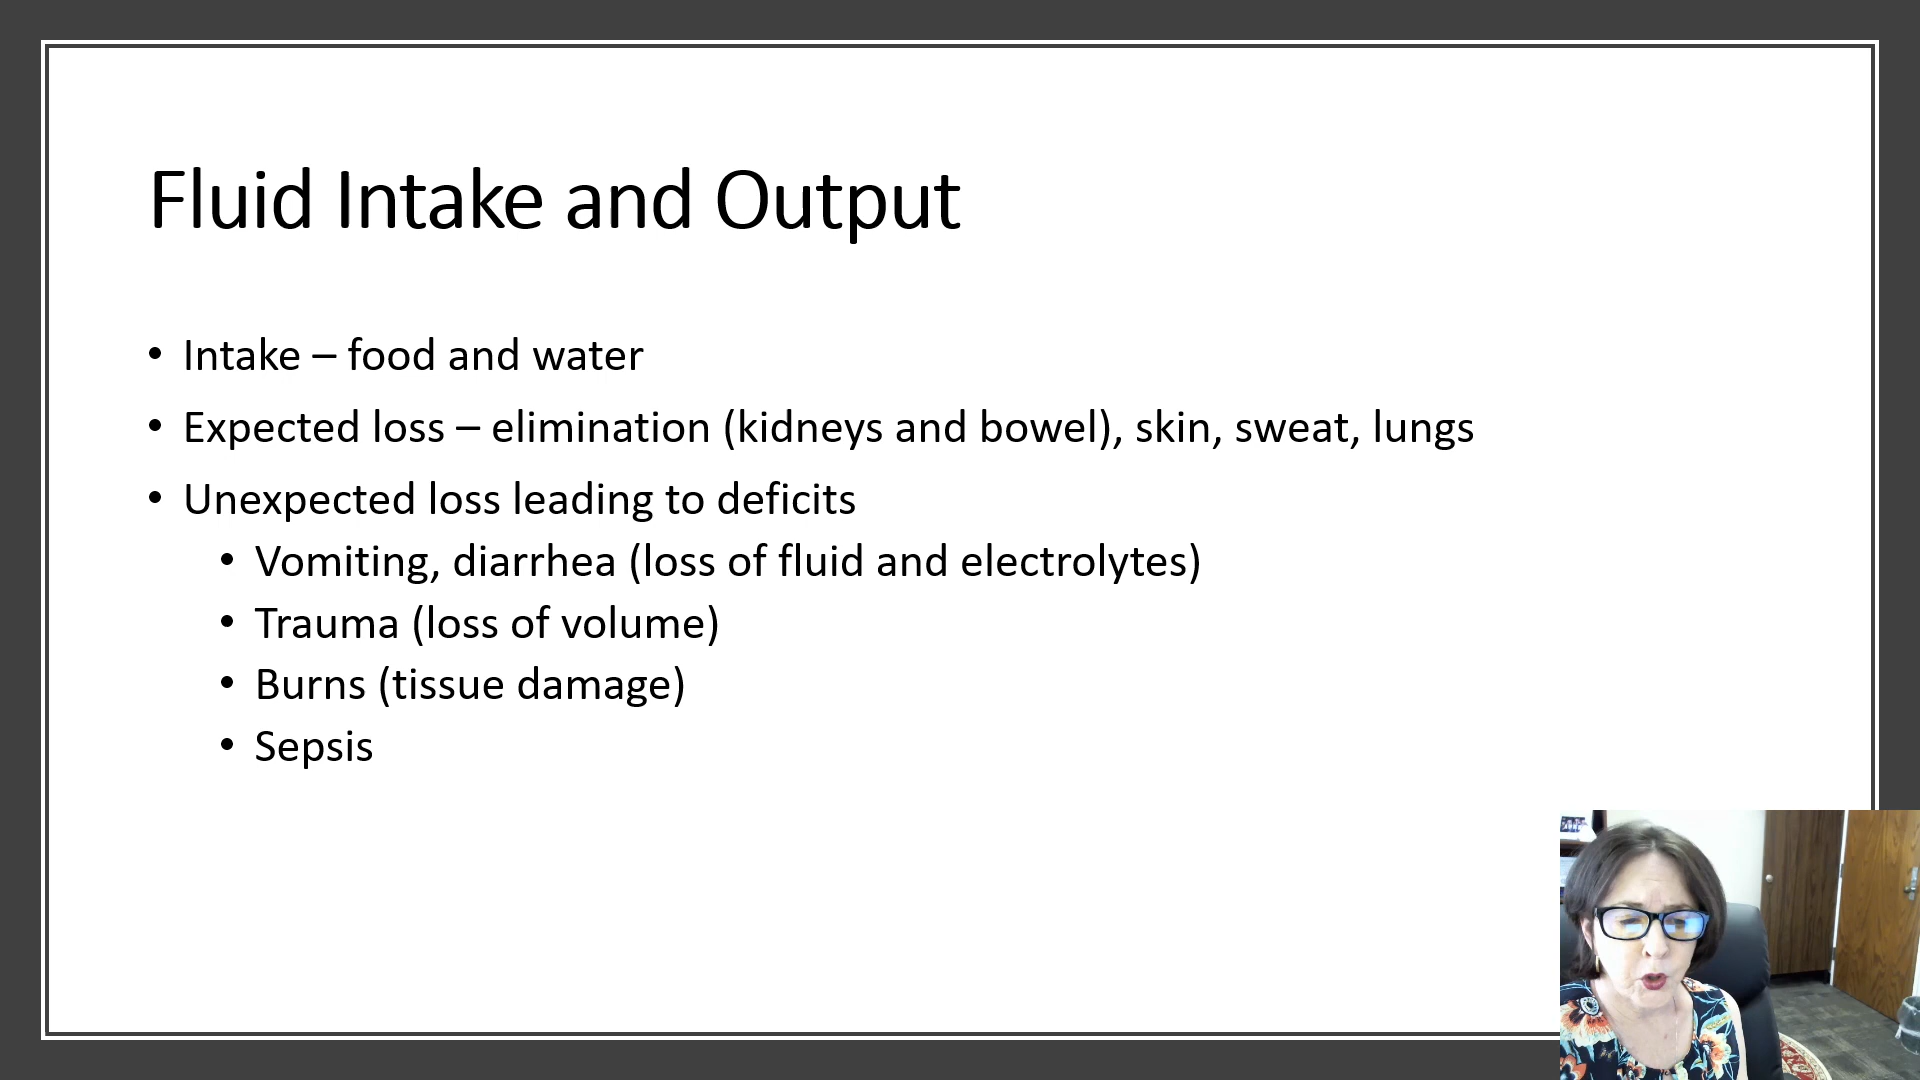 Fluid Intake and Output
• Intake – food and water
• Expected loss – elimination (kidneys and bowel), skin, sweat, lungs
• Unexpected loss leading to deficits
• Vomiting, diarrhea (loss of fluid and electrolytes)
• Trauma (loss of volume)
• Burns (tissue damage)
• Sepsis